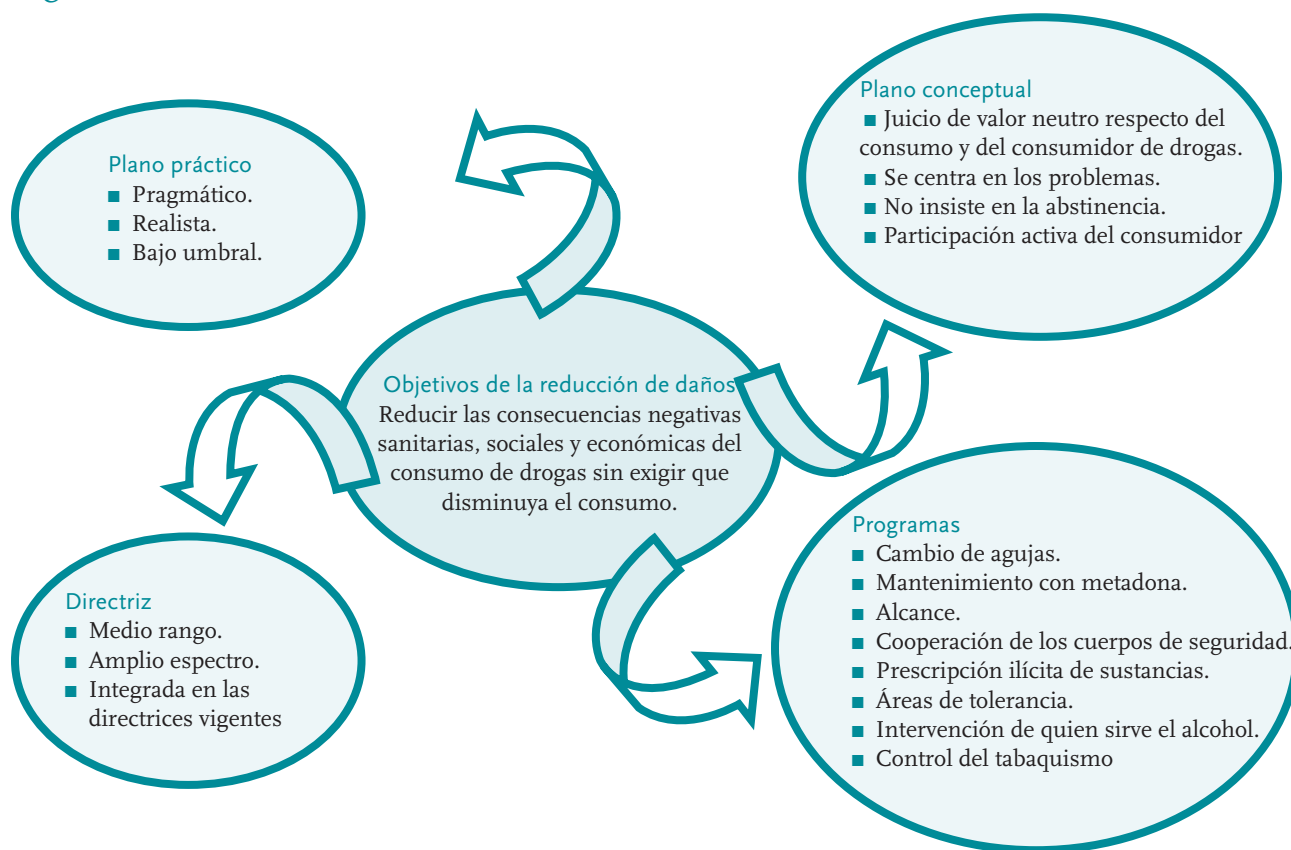 Plano práctico
■ Pragmático.
■ Realista.
■ Bajo umbral.
Plano conceptual
■ Juicio de valor neutro respecto del
consumo y del consumidor de drogas.
■ Se centra en los problemas.
■ No insiste en la abstinencia.
■ Participación activa del consumidor
Objetivos de la reducción de daños
Reducir las consecuencias negativas
sanitarias, sociales y económicas del
consumo de drogas sin exigir que
disminuya el consumo.
Directriz
■ Medio rango.
■ Amplio espectro.
■ Integrada en las
directrices vigentes
Programas
■ Cambio de agujas.
■ Mantenimiento con metadona.
■ Alcance.
■ Cooperación de los cuerpos de seguridad.
■ Prescripción ilícita de sustancias.
■ Áreas de tolerancia.
■ Intervención de quien sirve el alcohol.
■ Control del tabaquismo